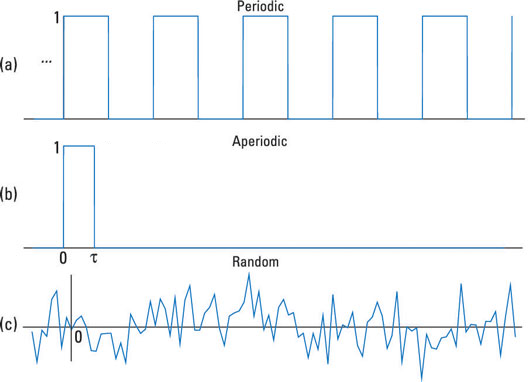 Periodic
1
(a)
...
Aperiodic
1
(b)
0 τ
Random
(c)
0